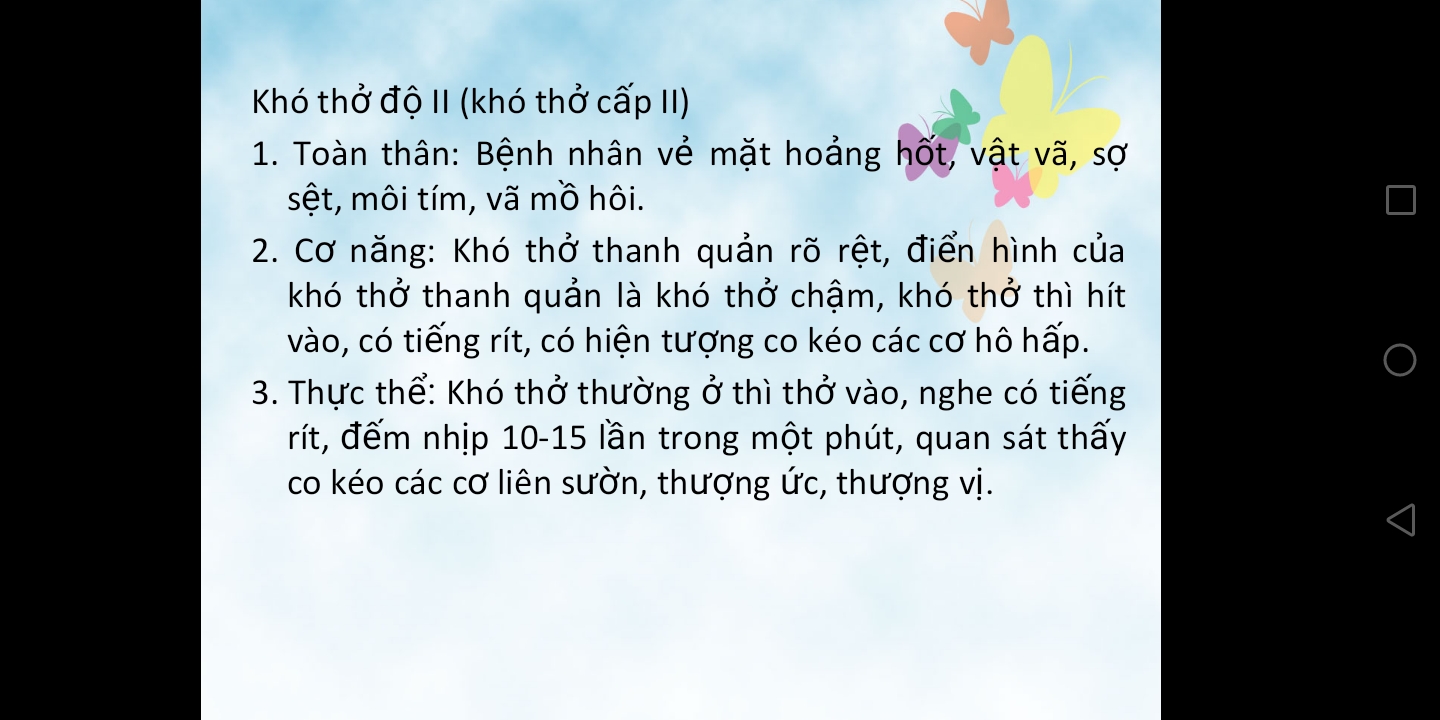 Khó thở độ II (khó thở cấp II)
1. Toàn thân: Bệnh nhân vẻ mặt hoảng hốt, vật vã, sợ
sệt, môi tím, vã mồ hôi.
2. Cơ năng: Khó thở thanh quản rõ rệt, điển hình của
khó thở thanh quản là khó thở chậm, khó thở thì hít
vào, có tiếng rít, có hiện tượng co kéo các cơ hô hấp.
3. Thực thể: Khó thở thường ở thì thở vào, nghe có tiếng
rít, đếm nhịp 10-15 lần trong một phút, quan sát thấy
co kéo các cơ liên sườn, thượng ức, thượng vị.